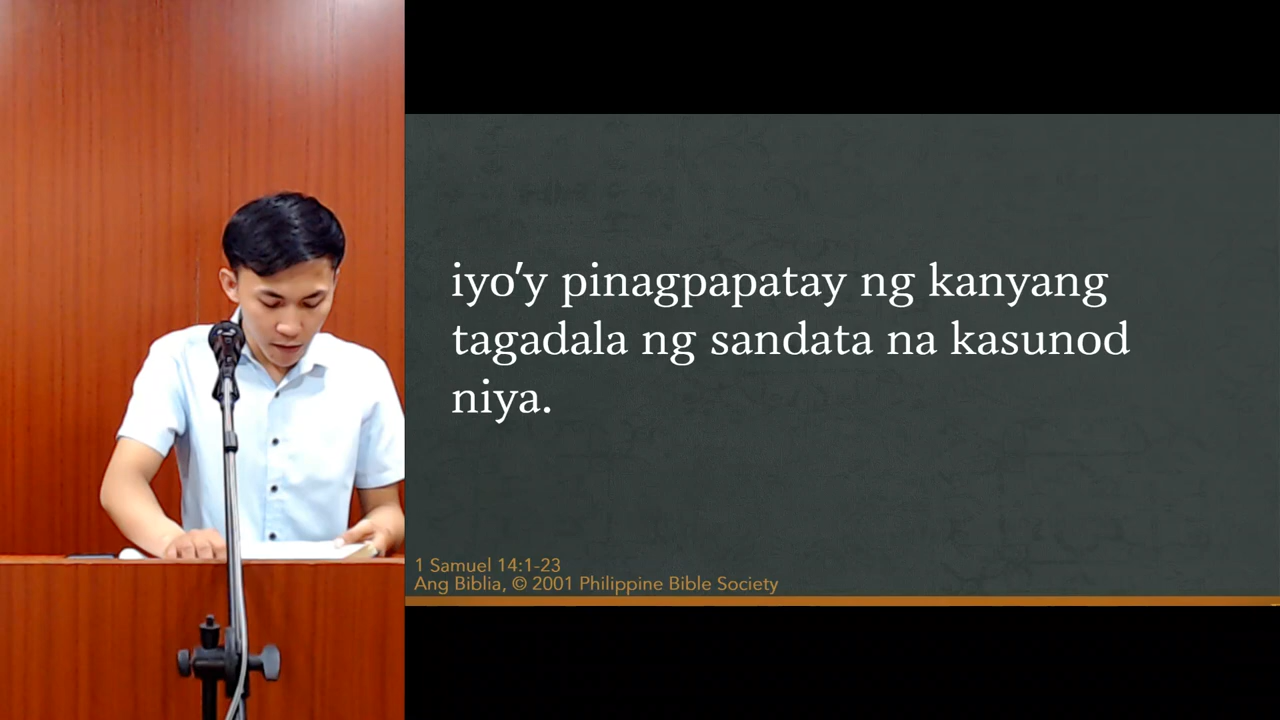 iyo'y pinagpapatay ng kanyang
tagadala ng sandata na kasunod
niya.
1 Samuel 14:1-23
Ang Biblia, © 2001 Philippine Bible Society